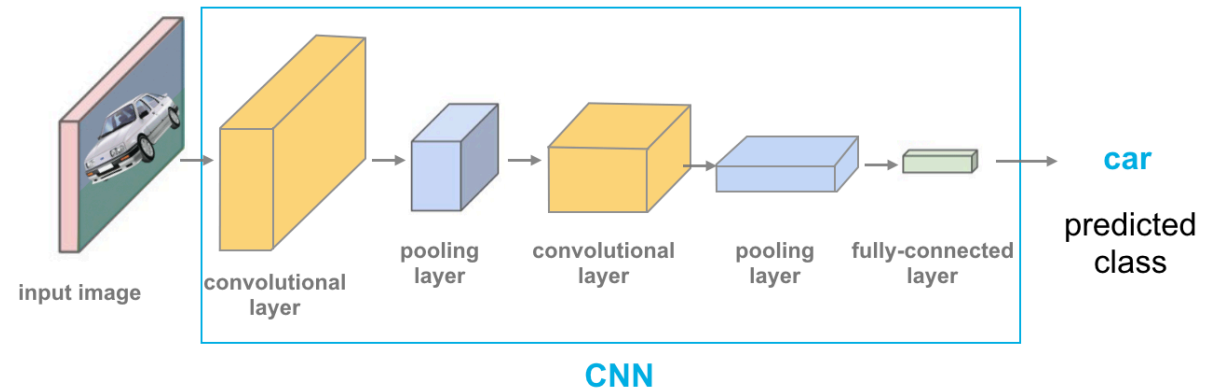 input image
convolutional
layer
pooling
layer
convolutional
layer
pooling
layer
fully-connected
layer
car
predicted
class
CNN